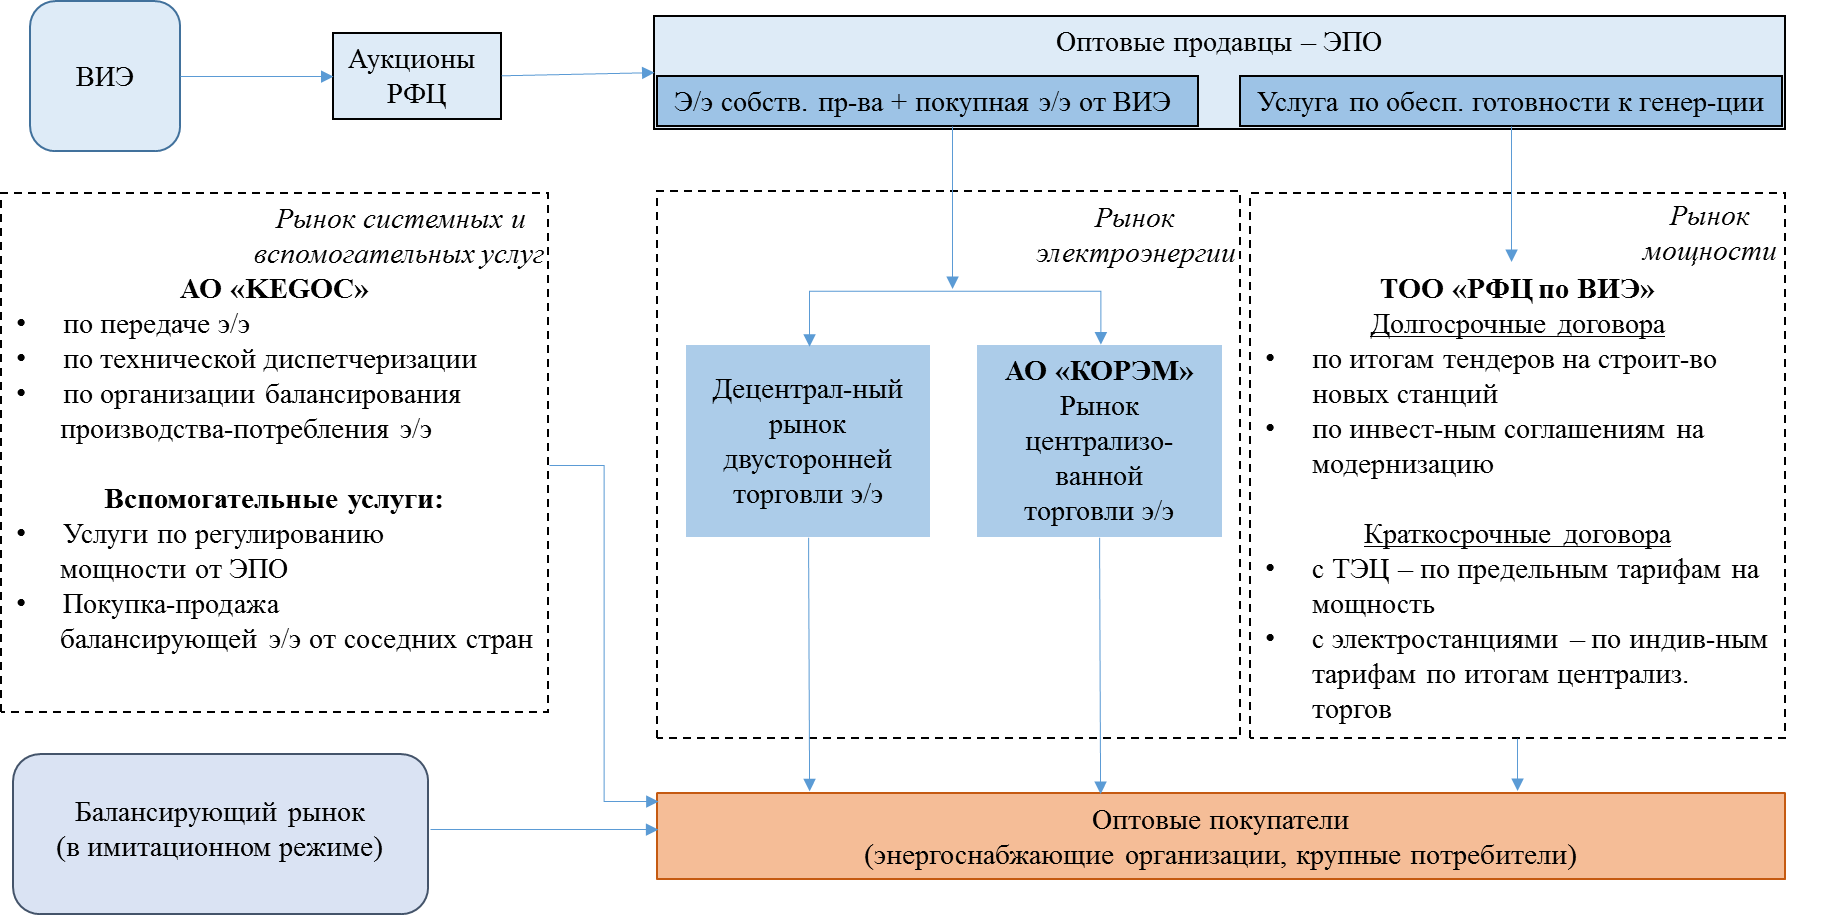 ВИЭ
Аукционы
РФЦ
Оптовые продавцы – ЭПО
Э/э собств. пр-ва + покупная э/э от ВИЭ
Услуга по обесп. готовности к генер-ции
Рынок системных и
вспомогательных услуг
АО «KEGOC»
• по передаче э/э
• по технической диспетчеризации
• по организации балансирования
производства-потребления э/э
Вспомогательные услуги:
• Услуги по регулированию
мощности от ЭПО
• Покупка-продажа
балансирующей э/э от соседних стран
Рынок
электроэнергии
Децентрал-ный
рынок
двусторонней
торговли э/э
АО «КОРЭМ»
Рынок
централизо-
ванной
торговли э/э
Рынок
мощности
ТОО «РФЦ по ВИЭ»
Долгосрочные договора
• по итогам тендеров на строит-во
новых станций
• по инвест-ным соглашениям на
модернизацию
Краткосрочные договора
• с ТЭЦ – по предельным тарифам на
мощность
• с электростанциями – по индив-ным
тарифам по итогам централиз.
торгов
Балансирующий рынок
(в имитационном режиме)
Оптовые покупатели
(энергоснабжающие организации, крупные потребители)